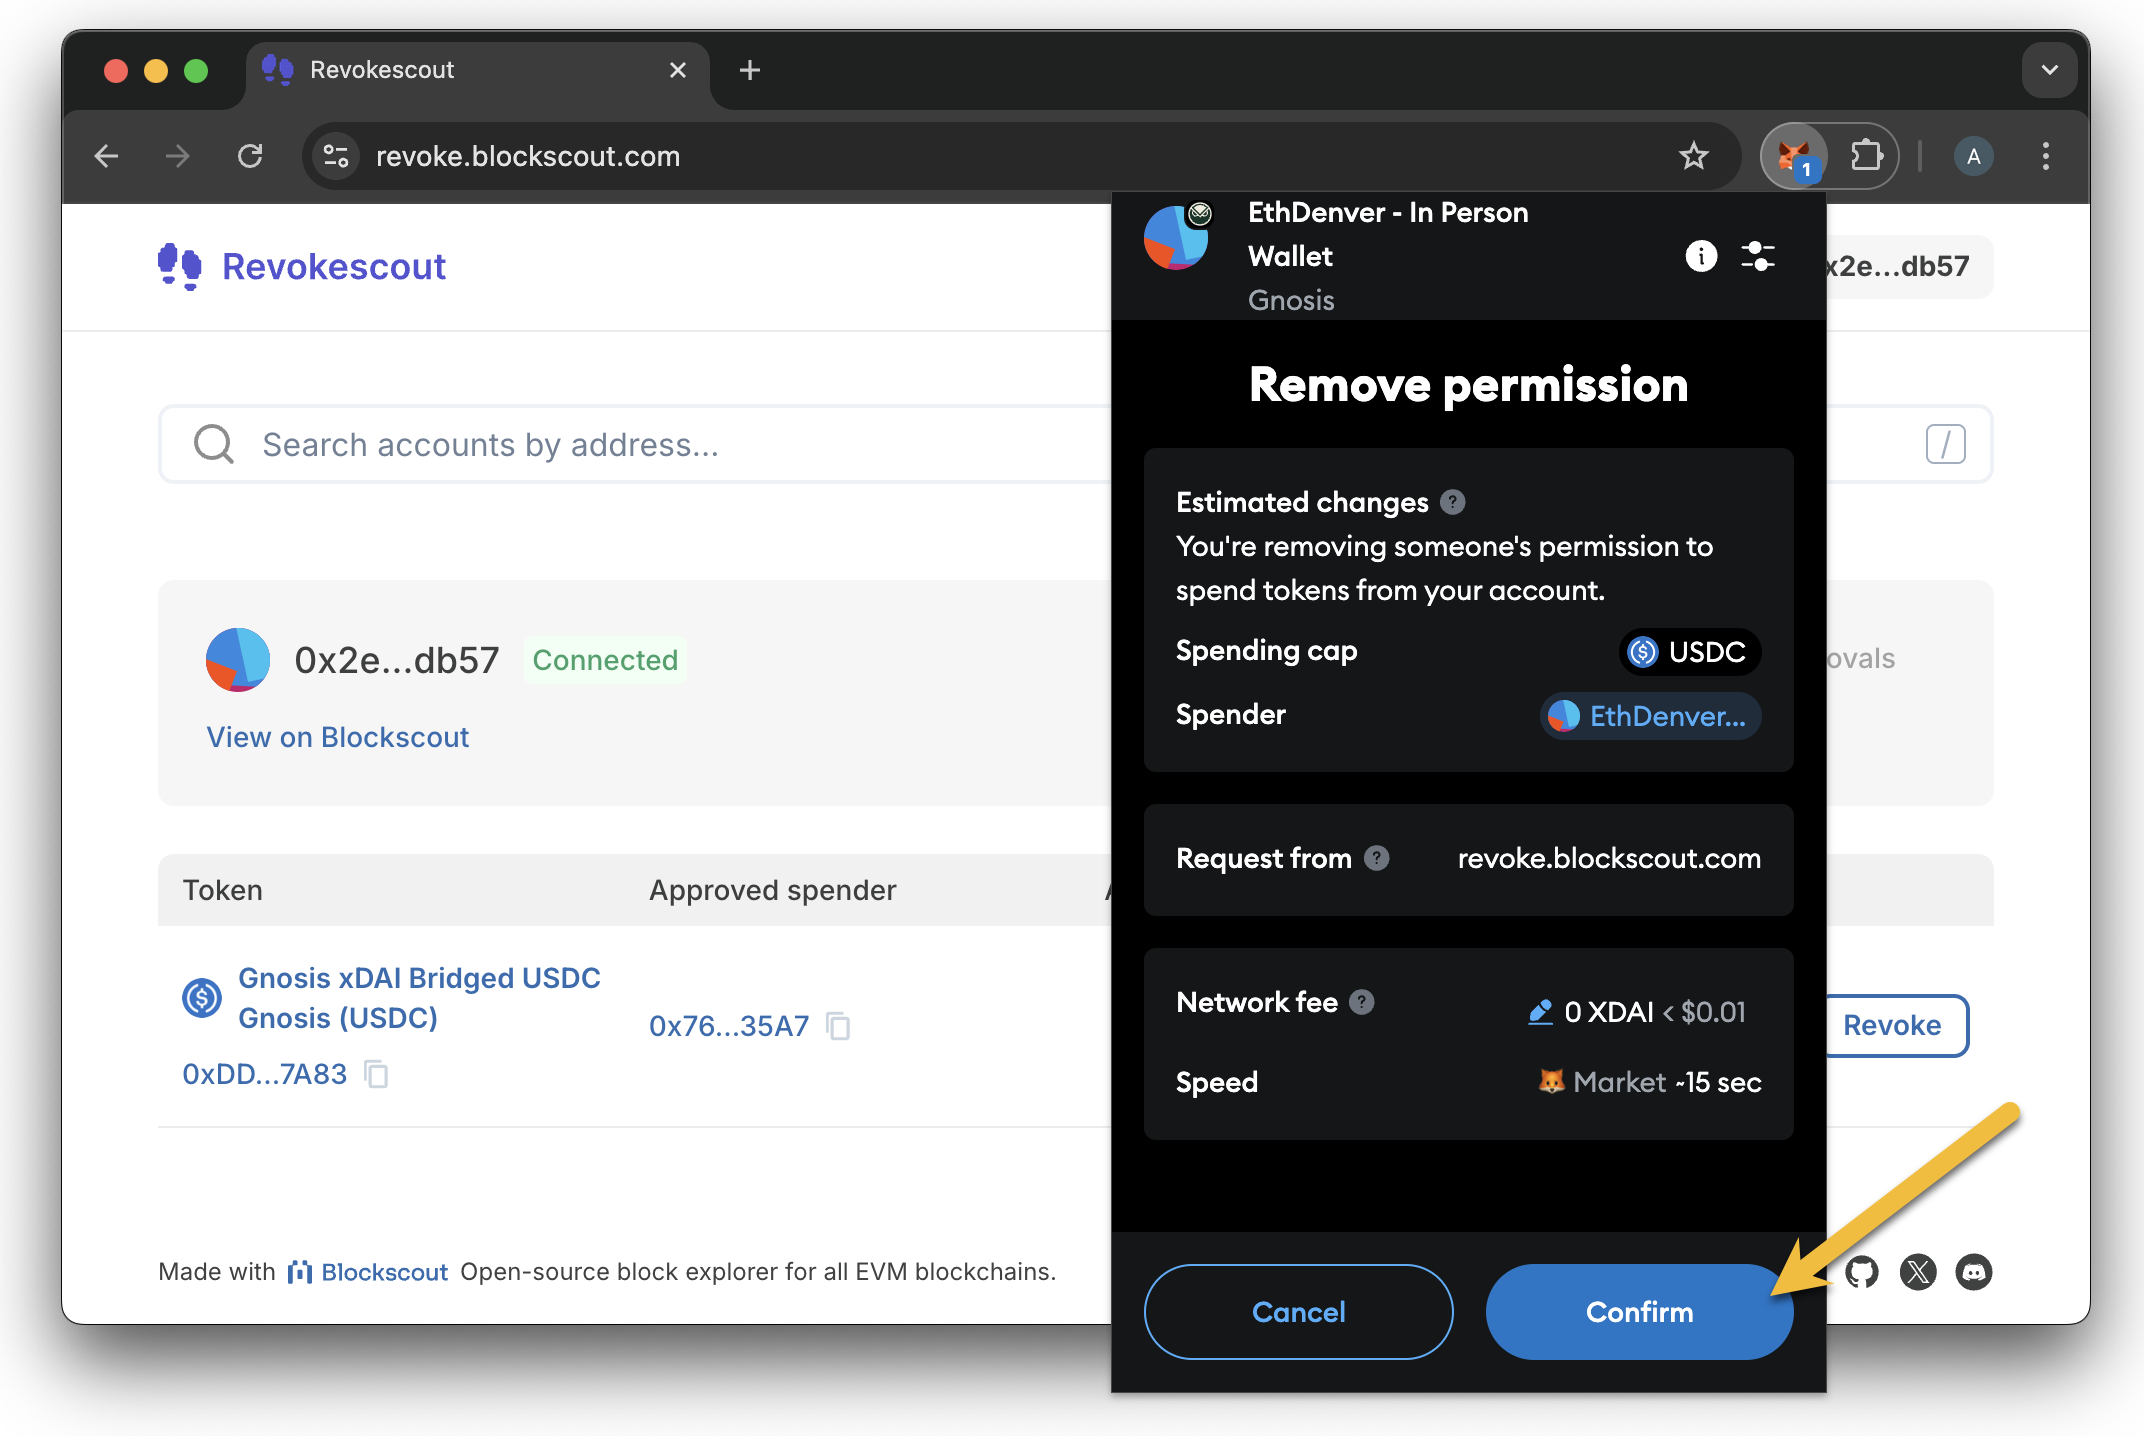 Revokescout
revoke.blockscout.com
1
A
Revokescout
x2e...db57
Search accounts by address...
/
0x2e...db57
Connected
View on Blockscout
ovals
Token
Approved spender
Gnosis xDAI Bridged USDC
Gnosis (USDC)
0xDD...7A83
0x76...35A7
Revoke
Made with Blockscout Open-source block explorer for all EVM blockchains.
EthDenver - In Person
Wallet
Gnosis
Remove permission
Estimated changes ?
You're removing someone's permission to
spend tokens from your account.
Spending cap
USDC
Spender
EthDenver...
Request from ?
revoke.blockscout.com
Network fee ?
0 XDAI < $0.01
Speed
Market ~15 sec
Cancel
Confirm